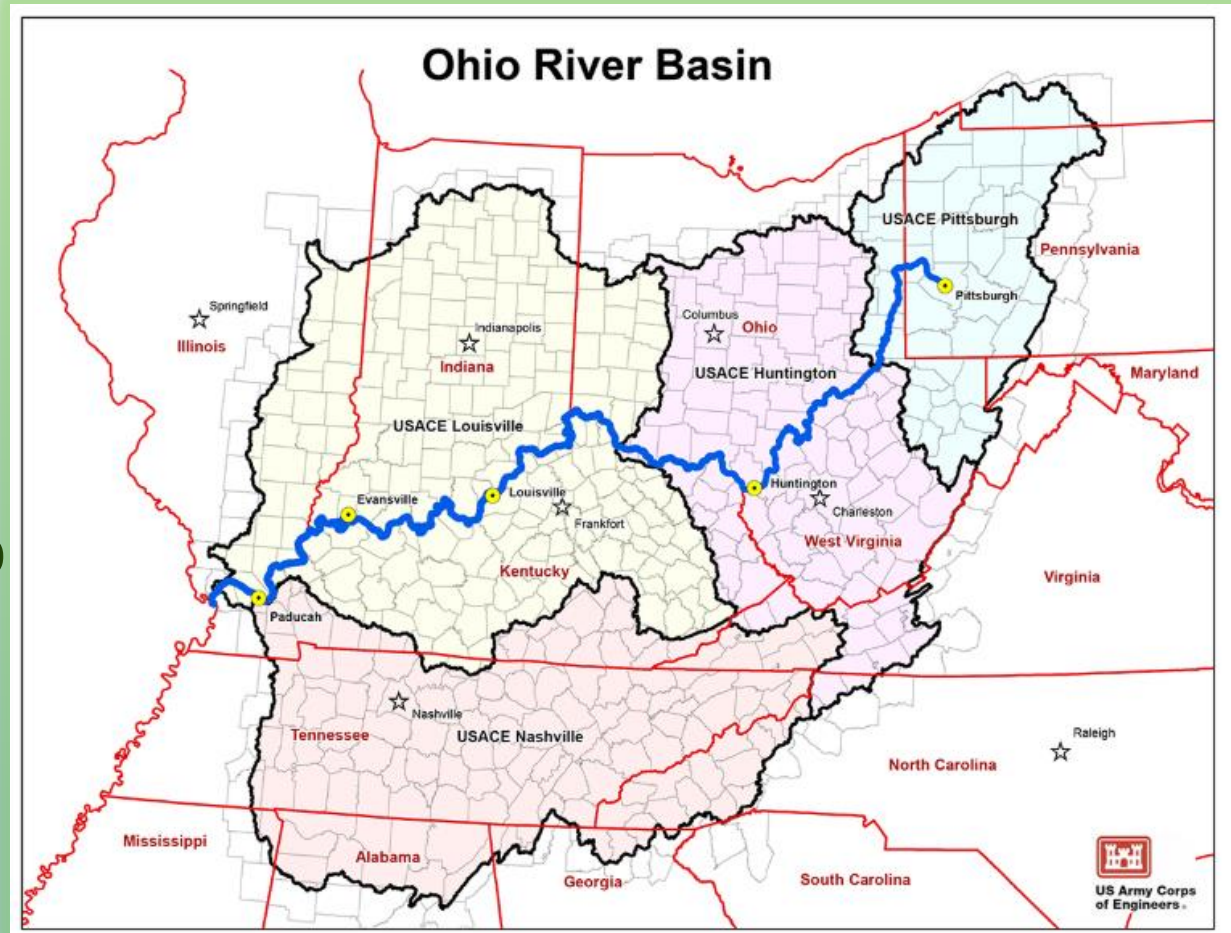 Ohio River Basin
USACE Pittsburgh
Pennsylvania
Pittsburgh
Springfield
Illinois
Indianapolis
Indiana
Columbus
Ohio
USACE Huntington
Maryland
USACE Louisville
Evansville
Louisville
Frankfort
Huntington
Charleston
West Virginia
Kentucky
Virginia
Paducah
Nashville
Tennessee
USACE Nashville
Raleigh
North Carolina
Mississippi
Alabama
Georgia
South Carolina
US Army Corps
of Engineers